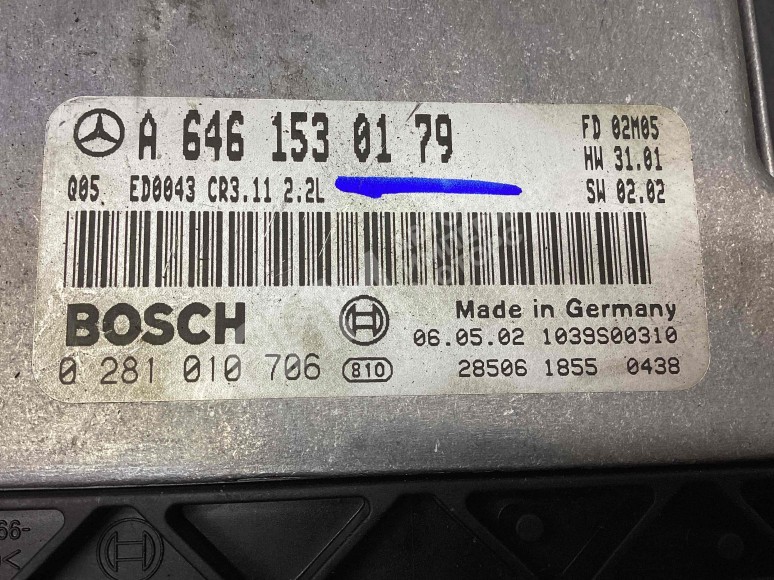 A 646 153 01 79
FD 02M05
HW 31.01
Q05 ED0043 CR3.11 2.2L
SW 02.02
BOSCH
Made in Germany
06.05.02 1039S00310
0 281 010 706 810
28506 1855 0438
66-